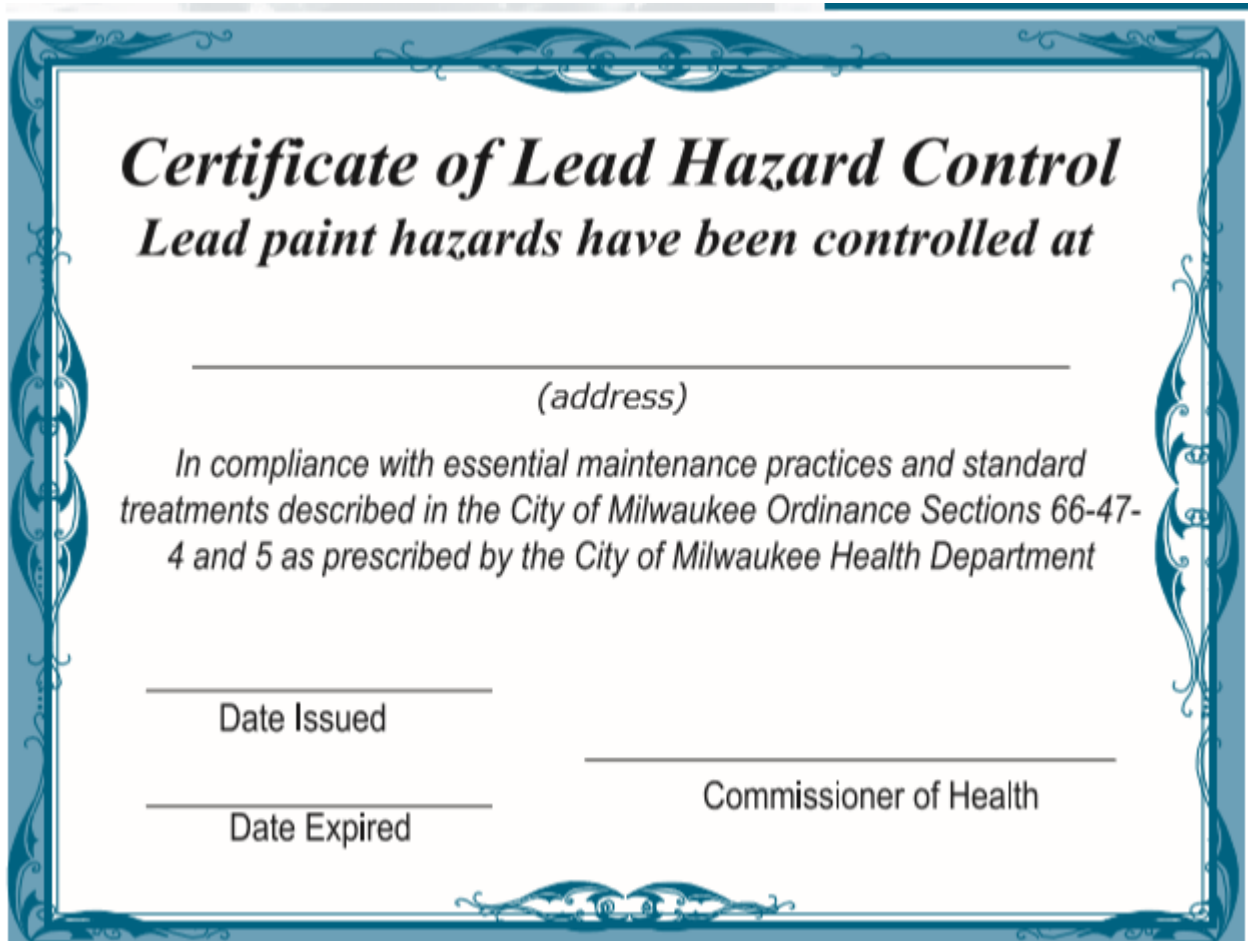 Certificate of Lead Hazard Control
Lead paint hazards have been controlled at
(address)
In compliance with essential maintenance practices and standard
treatments described in the City of Milwaukee Ordinance Sections 66-47-
4 and 5 as prescribed by the City of Milwaukee Health Department
Date Issued
Commissioner of Health
Date Expired